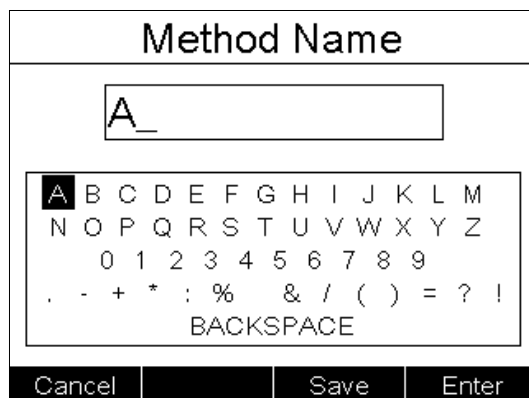 Method Name
A_
A B C D E F G H I J K L M
N O P Q R S T U V W X Y Z
0 1 2 3 4 5 6 7 8 9
. - + * : % & / ( ) = ? !
BACKSPACE
Cancel Save Enter